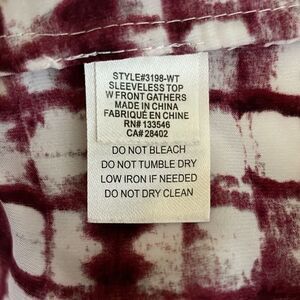 STYLE#3198-WT
SLEEVELESS TOP
W FRONT GATHERS
MADE IN CHINA
FABRIQUÉ EN CHINE
RN# 133546
CA# 28402
DO NOT BLEACH
DO NOT TUMBLE DRY
LOW IRON IF NEEDED
DO NOT DRY CLEAN